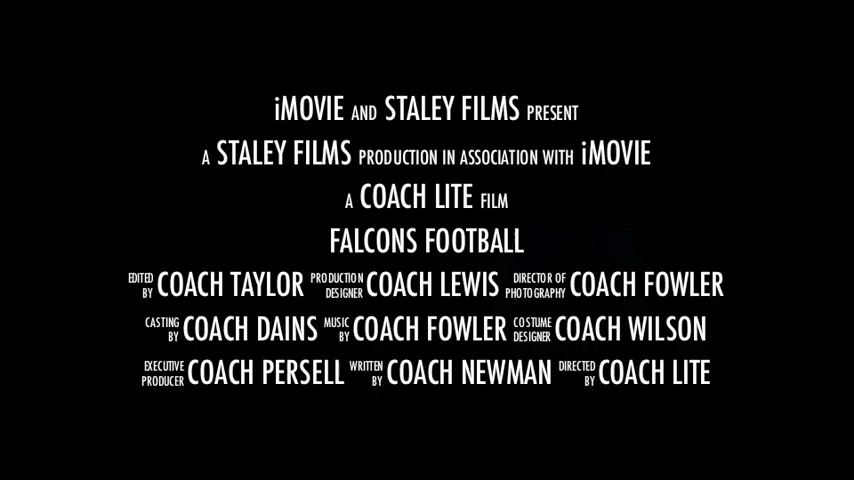 iMOVIE AND STALEY FILMS PRESENT
A STALEY FILMS PRODUCTION IN ASSOCIATION WITH iMOVIE
A COACH LITE FILM
FALCONS FOOTBALL
EDITED BY COACH TAYLOR PRODUCTION DESIGNER COACH LEWIS DIRECTOR OF PHOTOGRAPHY COACH FOWLER
CASTING BY COACH DAINS MUSIC BY COACH FOWLER COSTUME DESIGNER COACH WILSON
EXECUTIVE PRODUCER COACH PERSELL WRITTEN BY COACH NEWMAN DIRECTED BY COACH LITE